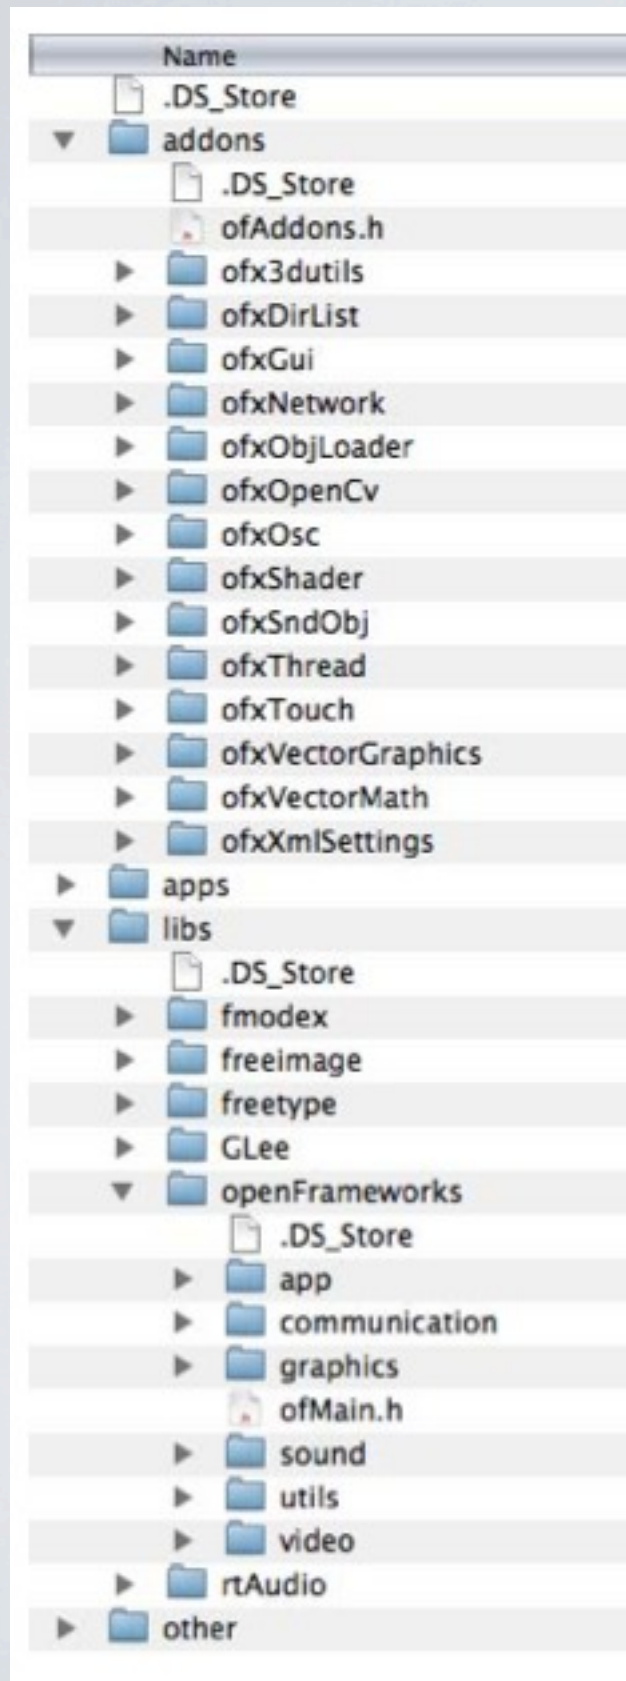 Name
.DS_Store
addons
.DS_Store
ofAddons.h
ofx3dutils
ofxDirList
ofxGui
ofxNetwork
ofxObjLoader
ofxOpenCv
ofxOsc
ofxShader
ofxSndObj
ofxThread
ofxTouch
ofxVectorGraphics
ofxVectorMath
ofxXmlSettings
apps
libs
.DS_Store
fmodex
freeimage
freetype
GLee
openFrameworks
.DS_Store
app
communication
graphics
ofMain.h
sound
utils
video
rtAudio
other